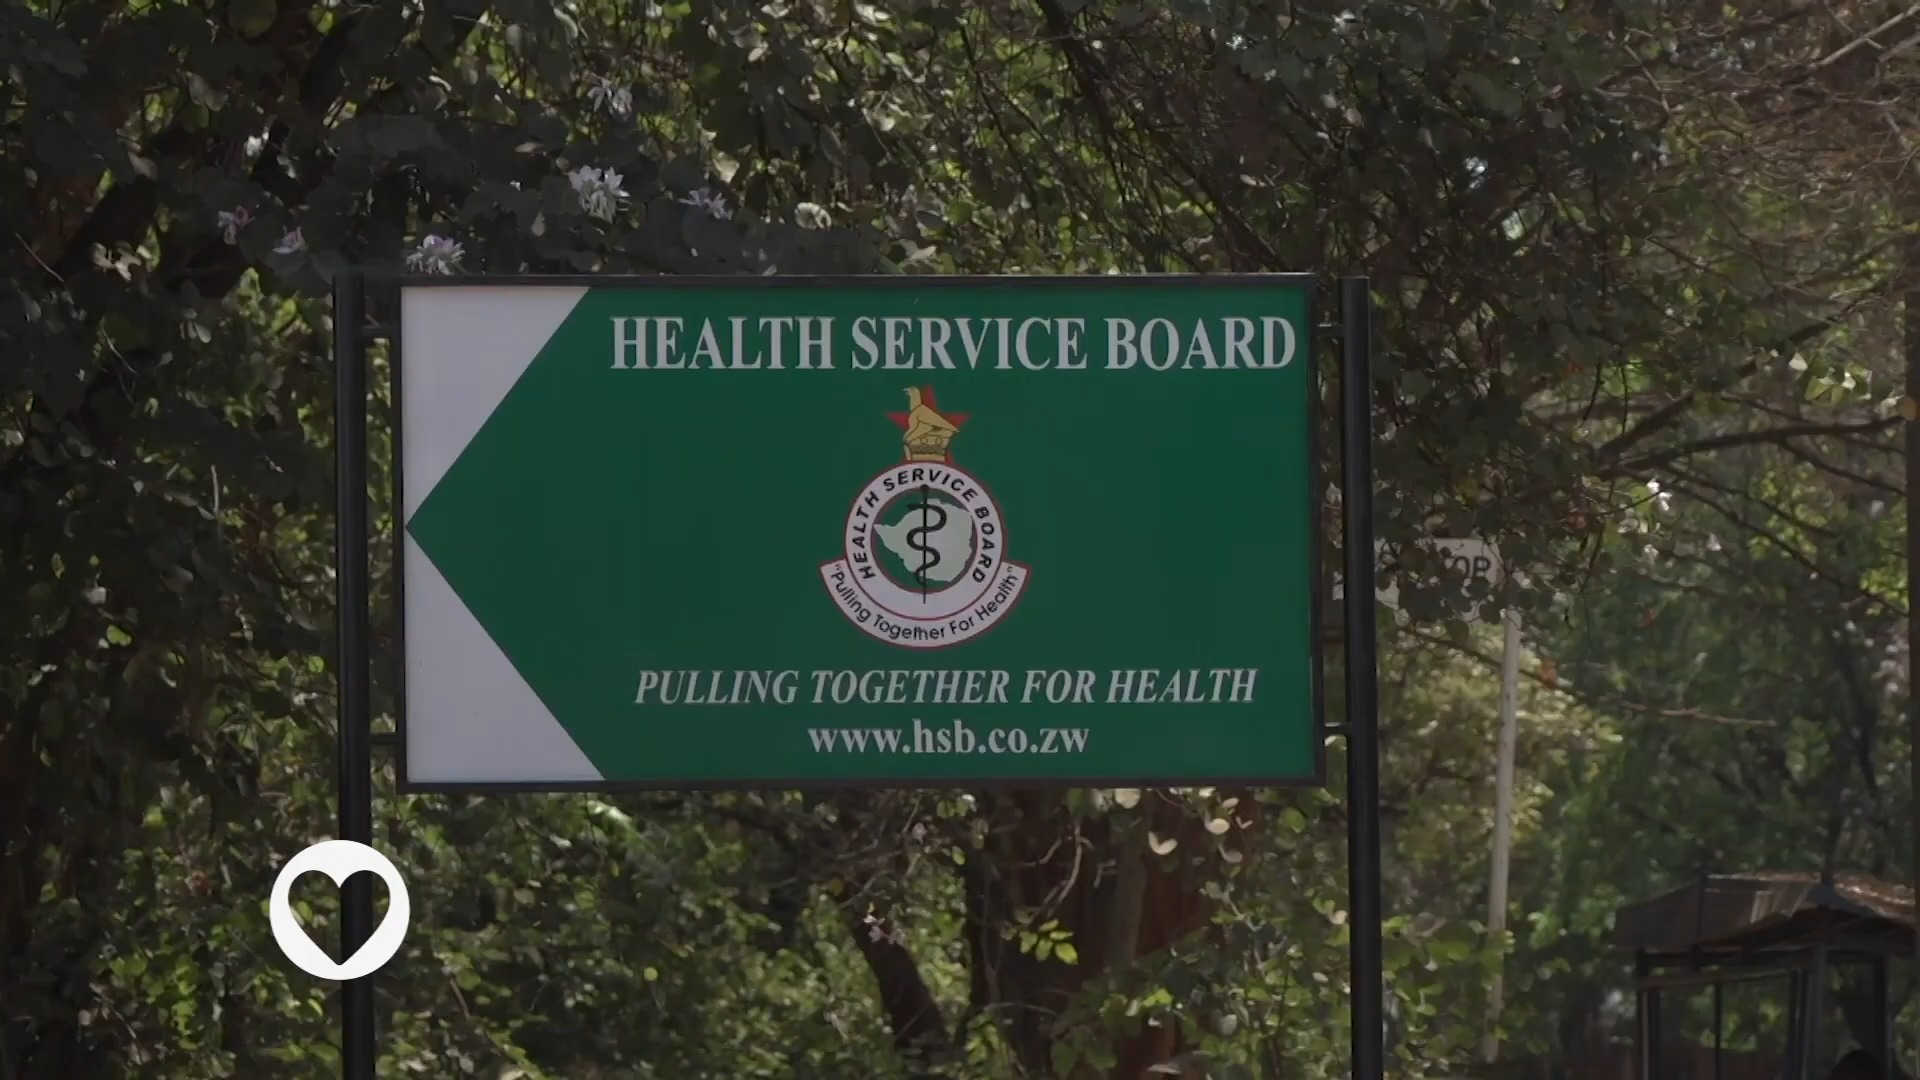 HEALTH SERVICE BOARD
HEALTH SERVICE BOARD
"Pulling Together For Health"
PULLING TOGETHER FOR HEALTH
www.hsb.co.zw